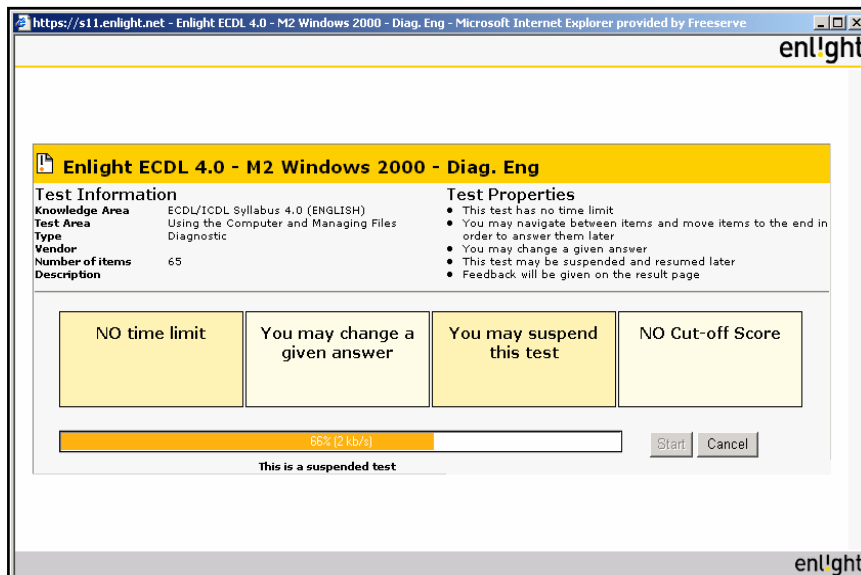 https://s11.enlight.net - Enlight ECDL 4.0 - M2 Windows 2000 - Diag. Eng - Microsoft Internet Explorer provided by Freeserve
enl!ght
Enlight ECDL 4.0 - M2 Windows 2000 - Diag. Eng
Test Information
Knowledge Area ECDL/ICDL Syllabus 4.0 (ENGLISH)
Test Area Using the Computer and Managing Files
Type Diagnostic
Vendor
Number of items 65
Description
Test Properties
• This test has no time limit
• You may navigate between items and move items to the end in
order to answer them later
• You may change a given answer
• This test may be suspended and resumed later
• Feedback will be given on the result page
NO time limit
You may change a
given answer
You may suspend
this test
NO Cut-off Score
66% (2 kb/s)
Start Cancel
This is a suspended test
enl!ght